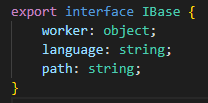 export interface IBase {
    worker: object;
    language: string;
    path: string;
}